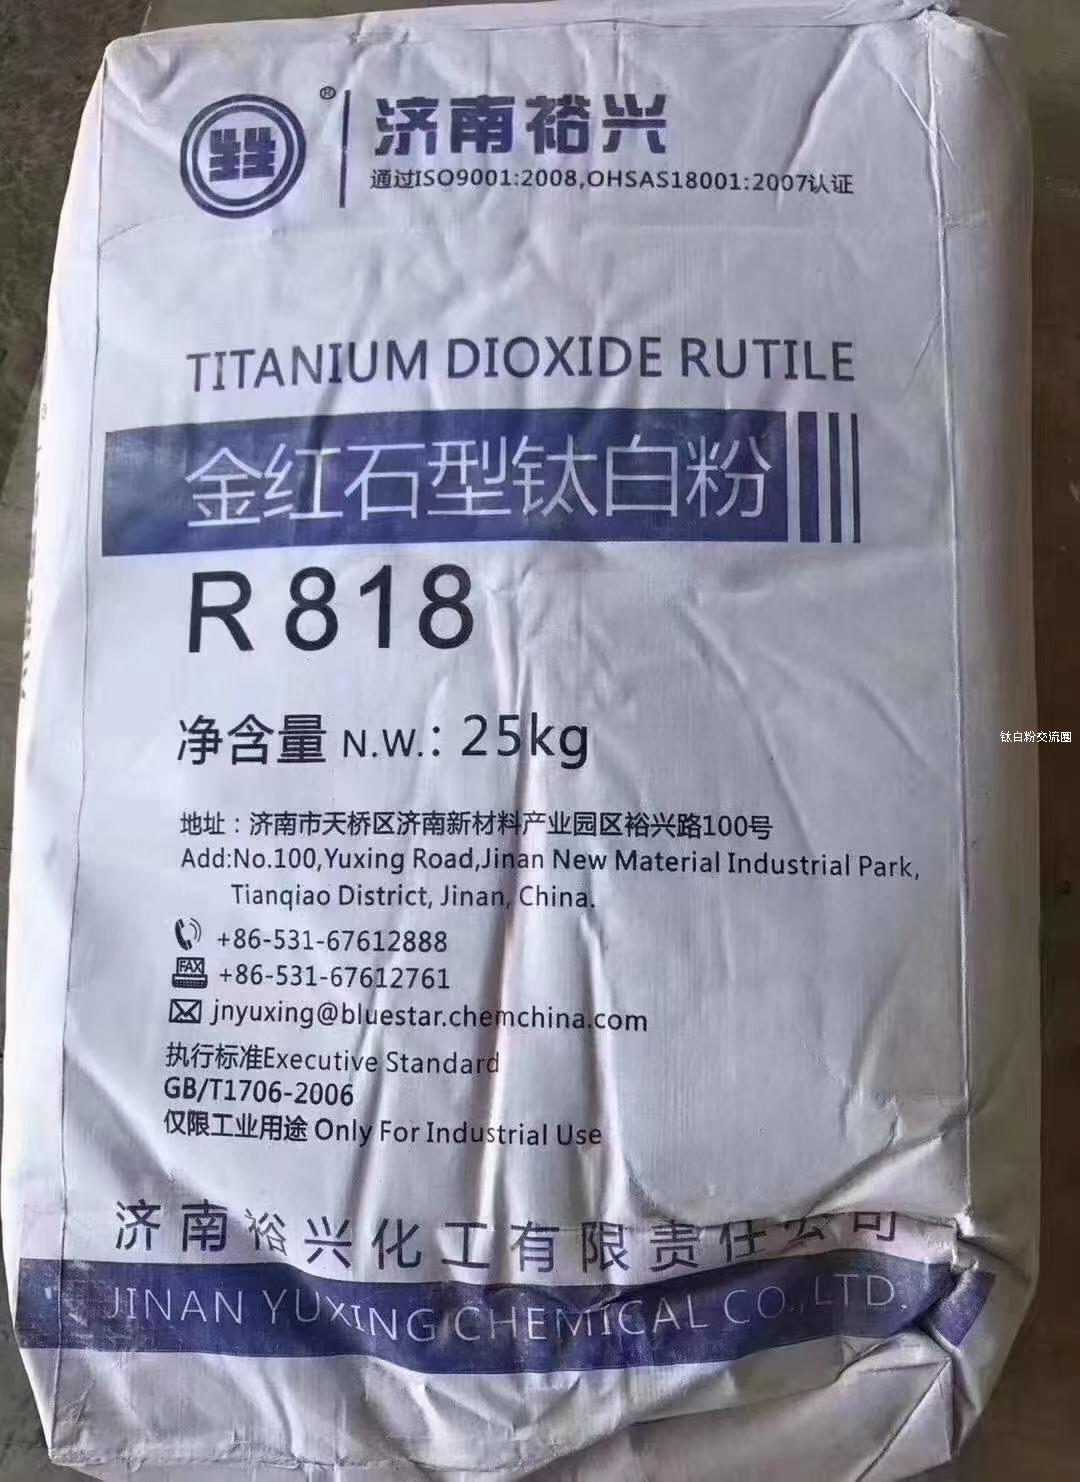 ®
济南裕兴
通过ISO9001:2008,OHSAS18001:2007认证
TITANIUM DIOXIDE RUTILE
金红石型钛白粉
R 818
净含量 N.W.: 25kg
钛白粉交流圈
地址：济南市天桥区济南新材料产业园区裕兴路100号
Add:No.100,Yuxing Road,Jinan New Material Industrial Park,
Tianqiao District, Jinan, China.
+86-531-67612888
FAX +86-531-67612761
jnyuxing@bluestar.chemchina.com
执行标准Executive Standard
GB/T1706-2006
仅限工业用途 Only For Industrial Use
济南裕兴化工有限责任公司
JINAN YUXING CHEMICAL CO.,LTD.